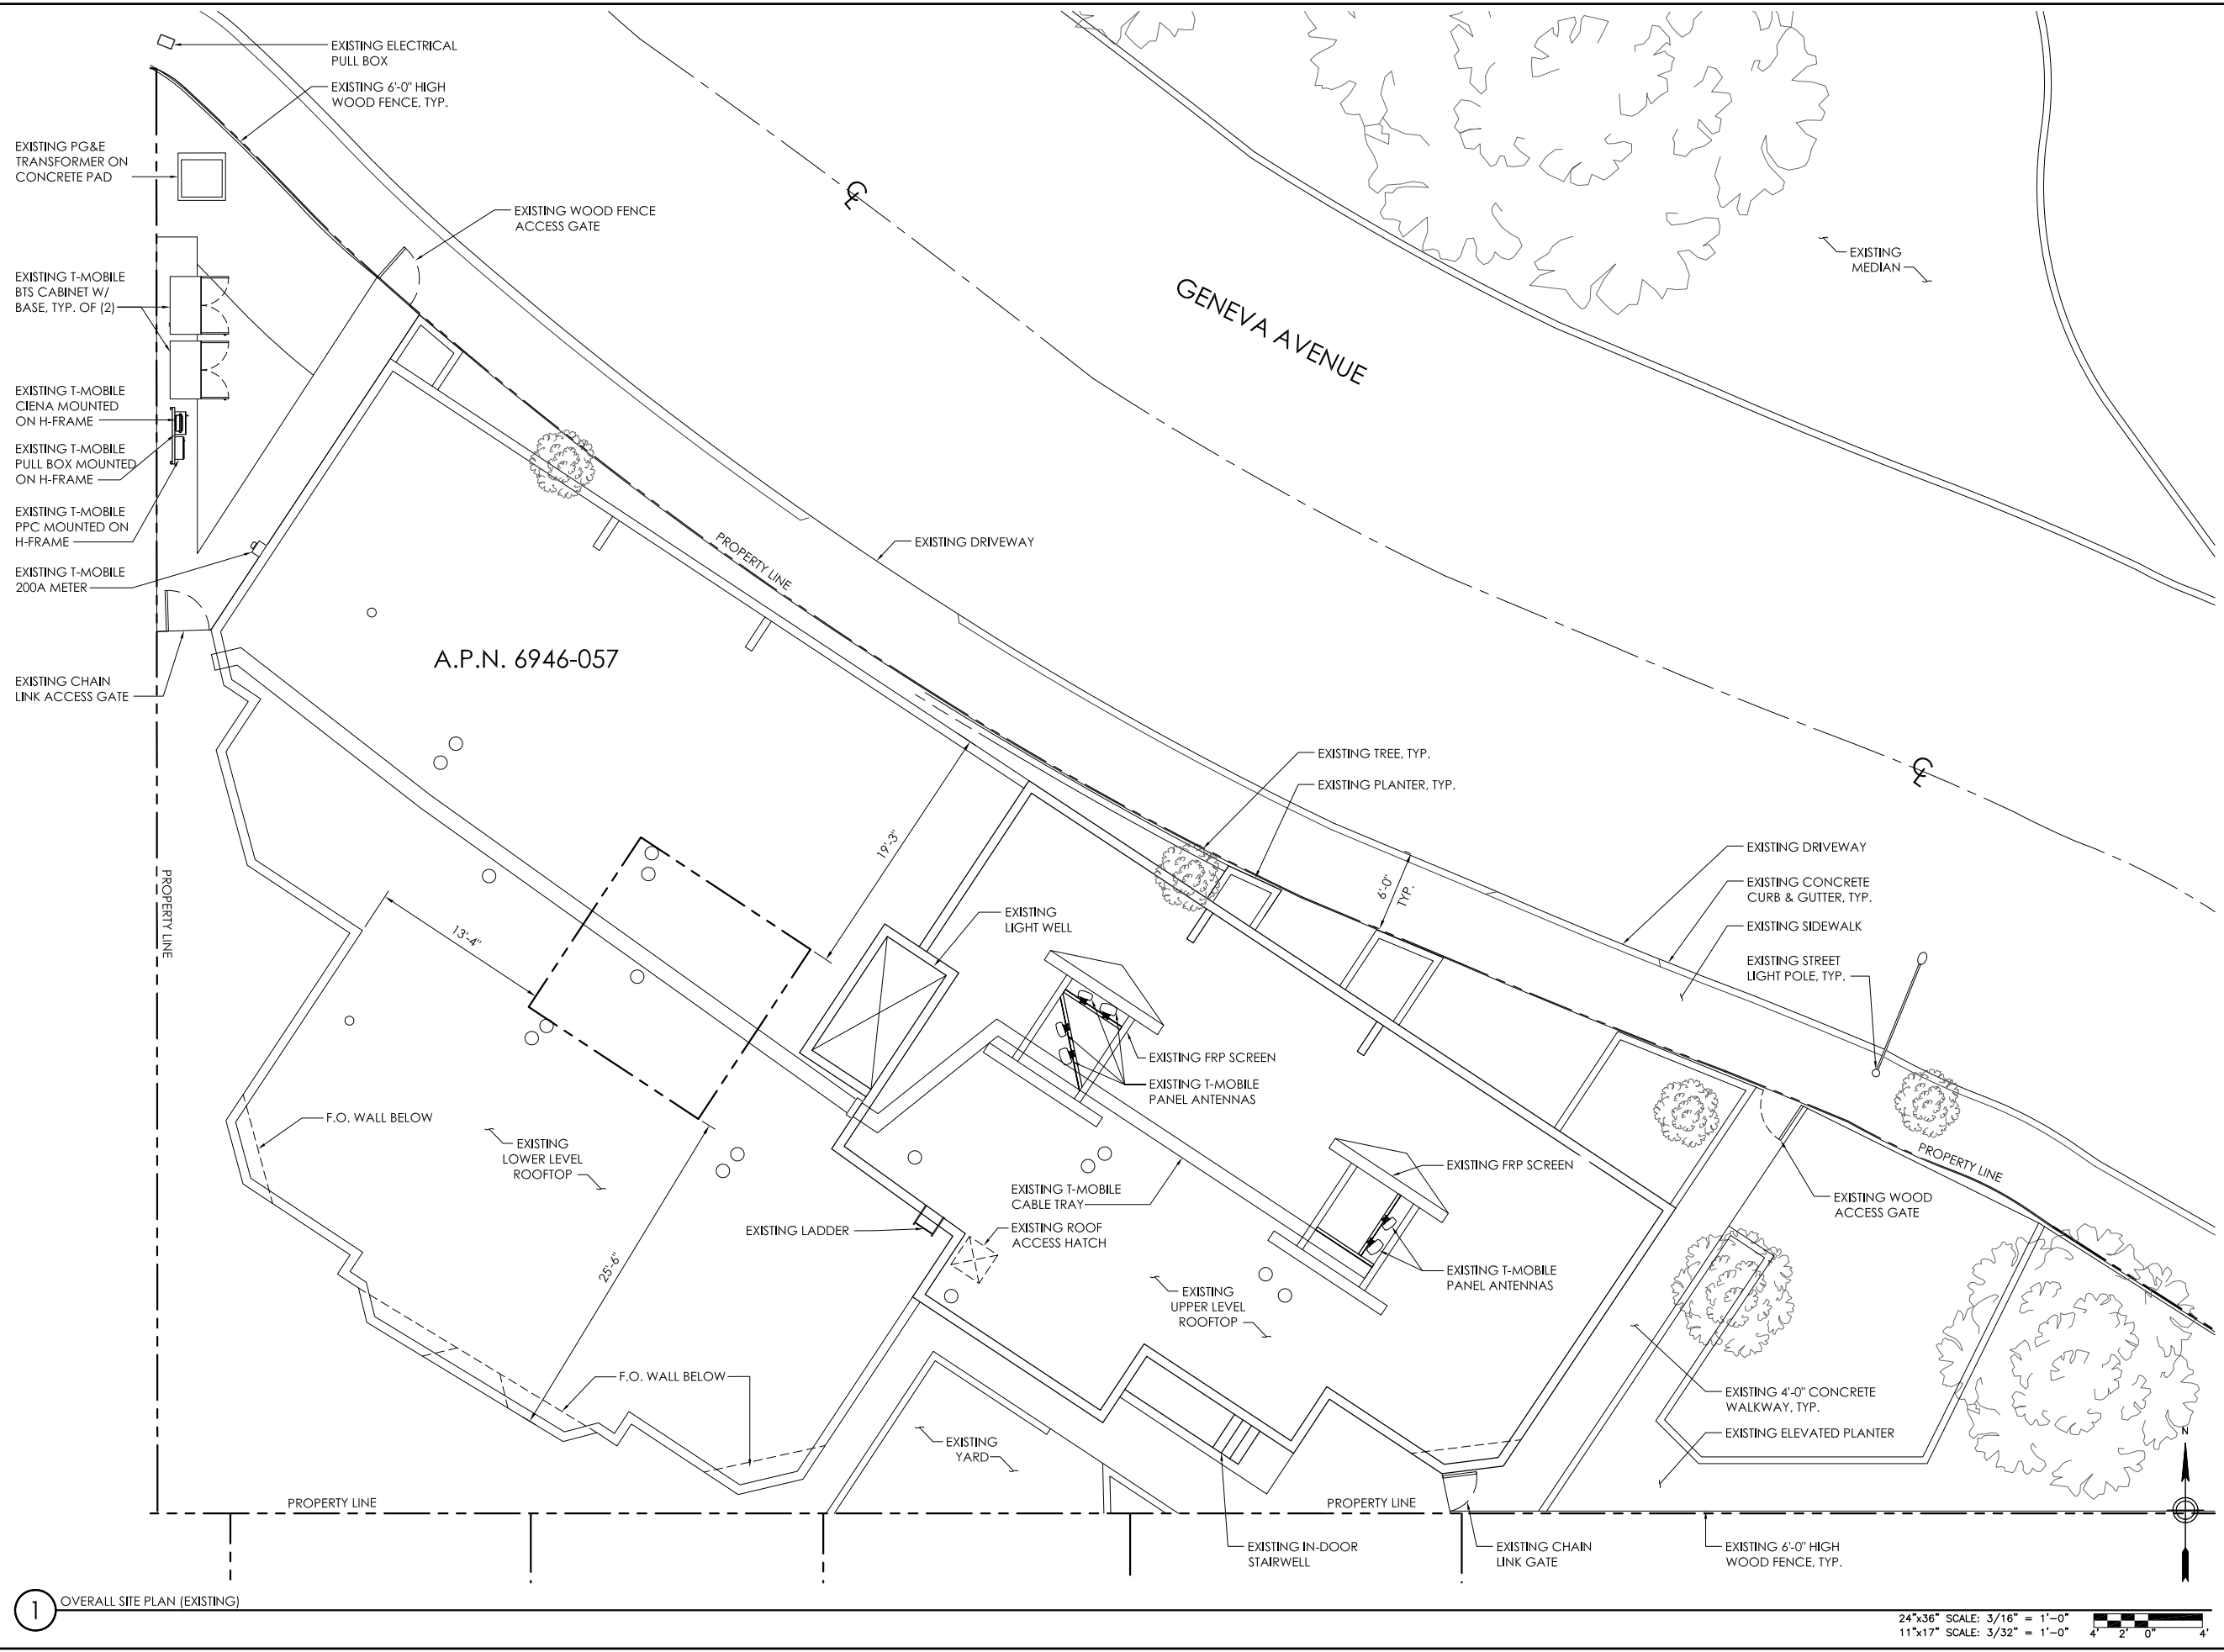 EXISTING ELECTRICAL
PULL BOX
EXISTING 6'-0" HIGH
WOOD FENCE, TYP.
EXISTING PG&E
TRANSFORMER ON
CONCRETE PAD
EXISTING WOOD FENCE
ACCESS GATE
EXISTING
MEDIAN
EXISTING T-MOBILE
BTS CABINET W/
BASE, TYP. OF (2)
GENEVA AVENUE
EXISTING T-MOBILE
CIENA MOUNTED
ON H-FRAME
EXISTING T-MOBILE
PULL BOX MOUNTED
ON H-FRAME
EXISTING T-MOBILE
PPC MOUNTED ON
H-FRAME
EXISTING T-MOBILE
200A METER
EXISTING CHAIN
LINK ACCESS GATE
PROPERTY LINE
EXISTING DRIVEWAY
A.P.N. 6946-057
EXISTING TREE, TYP.
EXISTING PLANTER, TYP.
19'-3"
6'-0"
TYP.
EXISTING DRIVEWAY
EXISTING CONCRETE
CURB & GUTTER, TYP.
EXISTING SIDEWALK
EXISTING STREET
LIGHT POLE, TYP.
PROPERTY LINE
13'-4"
EXISTING
LIGHT WELL
EXISTING FRP SCREEN
EXISTING T-MOBILE
PANEL ANTENNAS
F.O. WALL BELOW
EXISTING
LOWER LEVEL
ROOFTOP
EXISTING FRP SCREEN
PROPERTY LINE
EXISTING T-MOBILE
CABLE TRAY
EXISTING WOOD
ACCESS GATE
EXISTING LADDER
EXISTING ROOF
ACCESS HATCH
25'-6"
EXISTING T-MOBILE
PANEL ANTENNAS
EXISTING
UPPER LEVEL
ROOFTOP
F.O. WALL BELOW
EXISTING 4'-0" CONCRETE
WALKWAY, TYP.
EXISTING ELEVATED PLANTER
EXISTING
YARD
N
PROPERTY LINE
PROPERTY LINE
EXISTING IN-DOOR
STAIRWELL
EXISTING CHAIN
LINK GATE
EXISTING 6'-0" HIGH
WOOD FENCE, TYP.
1
OVERALL SITE PLAN (EXISTING)
24"x36" SCALE: 3/16" = 1'-0"
11"x17" SCALE: 3/32" = 1'-0"
4' 2' 0" 4'